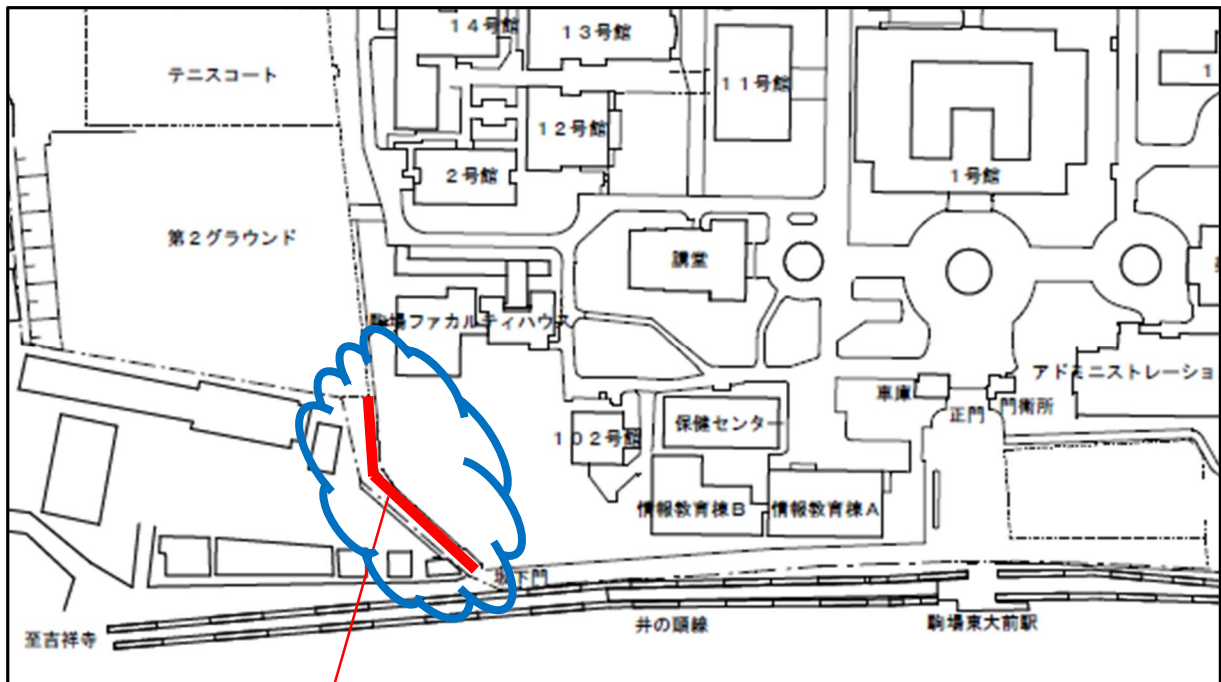 14号館
13号館
テニスコート
11号館
1
12号館
2号館
1号館
第2グラウンド
講堂
駒場ファカルティハウス
アドミニストレーショ
車庫
正門
門衛所
保健センター
102号館
情報教育棟B
情報教育棟A
坂下門
井の頭線
駒場東大前駅
至吉祥寺